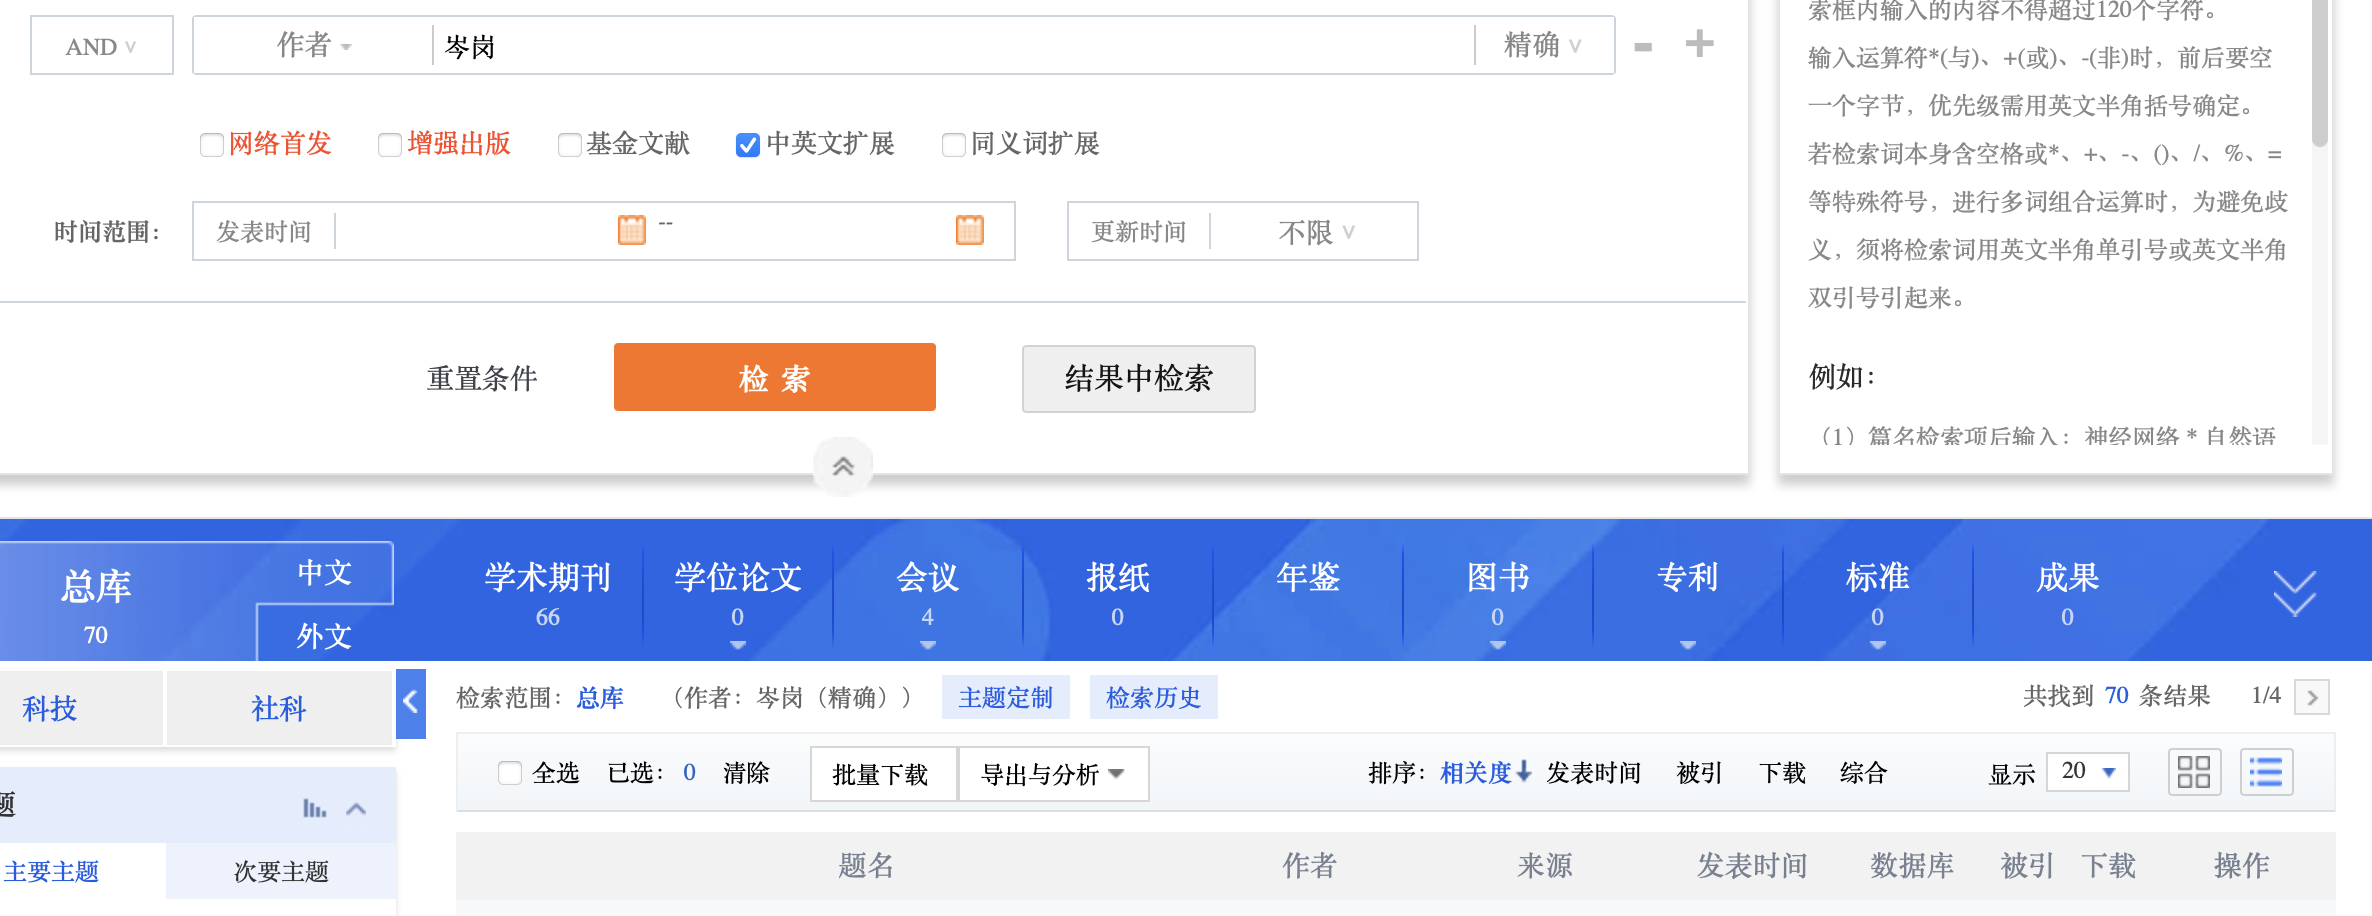 AND 作者 岑岗 精确
网络首发 增强出版 基金文献 中英文扩展 同义词扩展
时间范围： 发表时间 -- 更新时间 不限
重置条件 检 索 结果中检索
索框内输入的内容不得超过120个字符。
输入运算符*(与)、+(或)、-(非)时，前后要空
一个字节，优先级需用英文半角括号确定。
若检索词本身含空格或*、+、-、()、/、%、=
等特殊符号，进行多词组合运算时，为避免歧
义，须将检索词用英文半角单引号或英文半角
双引号引起来。
例如：
（1）篇名检索项后输入：神经网络 * 自然语
总库
70
中文
外文
学术期刊
66
学位论文
0
会议
4
报纸
0
年鉴
图书
0
专利
标准
0
成果
0
科技 社科
检索范围：总库 （作者：岑岗（精确）） 主题定制 检索历史 共找到 70 条结果 1/4
全选 已选：0 清除 批量下载 导出与分析 排序：相关度 发表时间 被引 下载 综合 显示 20
题
主要主题 次要主题
题名 作者 来源 发表时间 数据库 被引 下载 操作